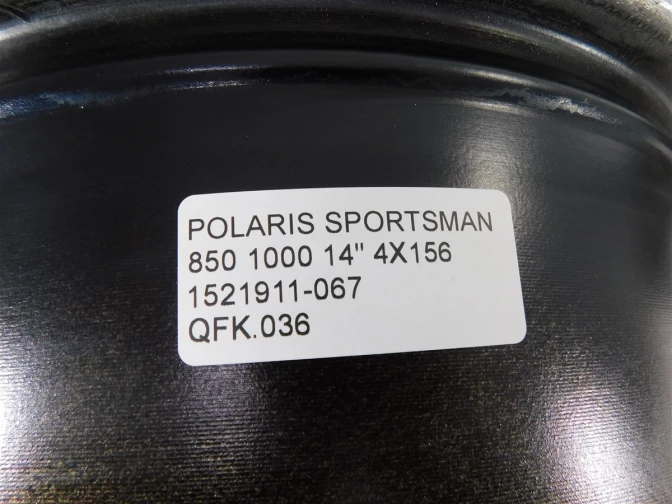 POLARIS SPORTSMAN
850 1000 14" 4X156
1521911-067
QFK.036